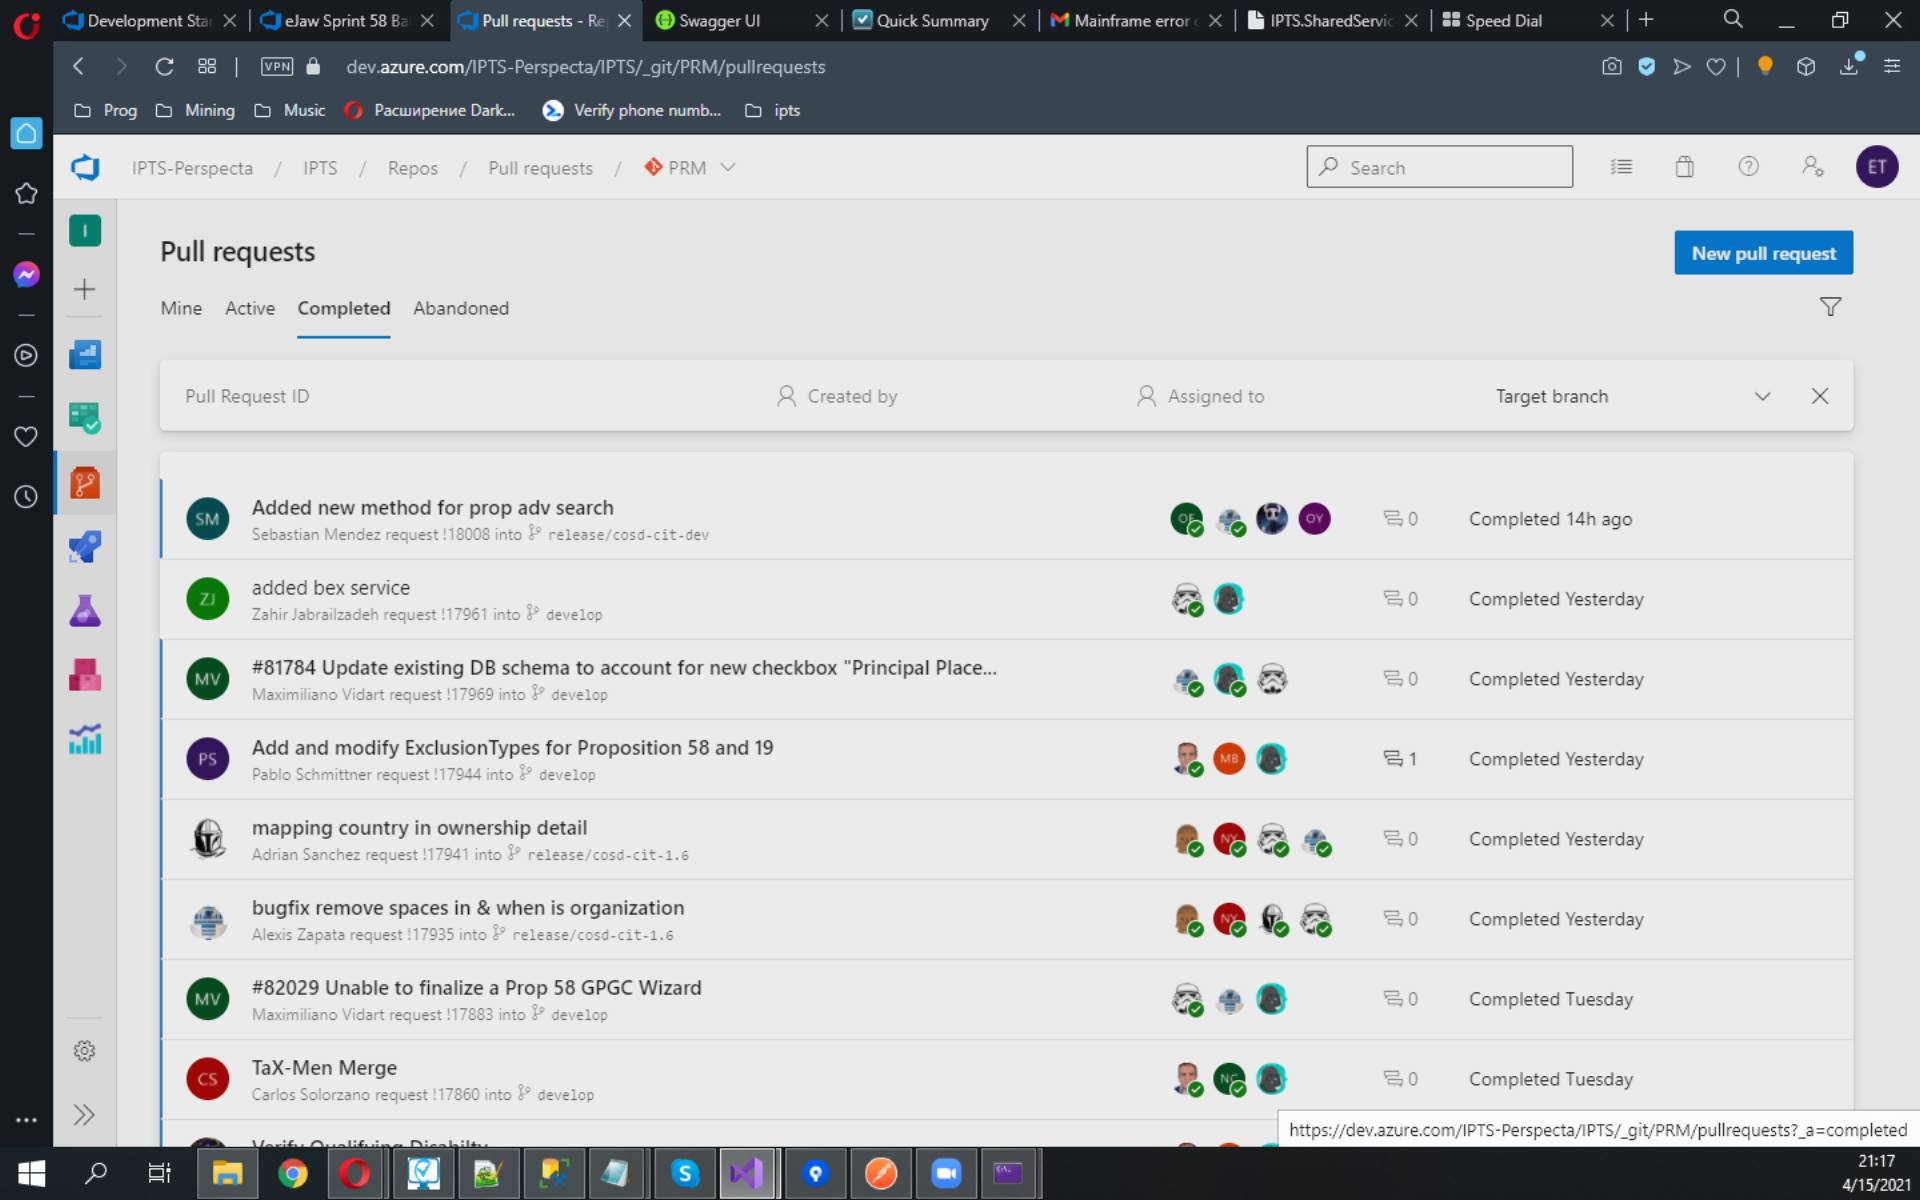 Development Sta
eJaw Sprint 58 Ba
Pull requests - Re
Swagger UI
Quick Summary
Mainframe error
IPTS.SharedServic
Speed Dial
VPN
dev.azure.com/IPTS-Perspecta/IPTS/_git/PRM/pullrequests
Prog
Mining
Music
Расширение Dark...
Verify phone numb...
ipts
IPTS-Perspecta / IPTS / Repos / Pull requests / PRM
Search
ET
I
Pull requests
New pull request
Mine Active Completed Abandoned
Pull Request ID
Created by
Assigned to
Target branch
SM
Added new method for prop adv search
Sebastian Mendez request !18008 into release/cosd-cit-dev
OY
0
Completed 14h ago
ZJ
added bex service
Zahir Jabrailzadeh request !17961 into develop
0
Completed Yesterday
MV
#81784 Update existing DB schema to account for new checkbox "Principal Place...
Maximiliano Vidart request !17969 into develop
0
Completed Yesterday
PS
Add and modify ExclusionTypes for Proposition 58 and 19
Pablo Schmittner request !17944 into develop
MB
1
Completed Yesterday
mapping country in ownership detail
Adrian Sanchez request !17941 into release/cosd-cit-1.6
NY
0
Completed Yesterday
bugfix remove spaces in & when is organization
Alexis Zapata request !17935 into release/cosd-cit-1.6
NY
0
Completed Yesterday
MV
#82029 Unable to finalize a Prop 58 GPGC Wizard
Maximiliano Vidart request !17883 into develop
0
Completed Tuesday
CS
TaX-Men Merge
Carlos Solorzano request !17860 into develop
0
Completed Tuesday
Verify Qualifying Disabilty
https://dev.azure.com/IPTS-Perspecta/IPTS/_git/PRM/pullrequests?_a=completed
21:17
4/15/2021